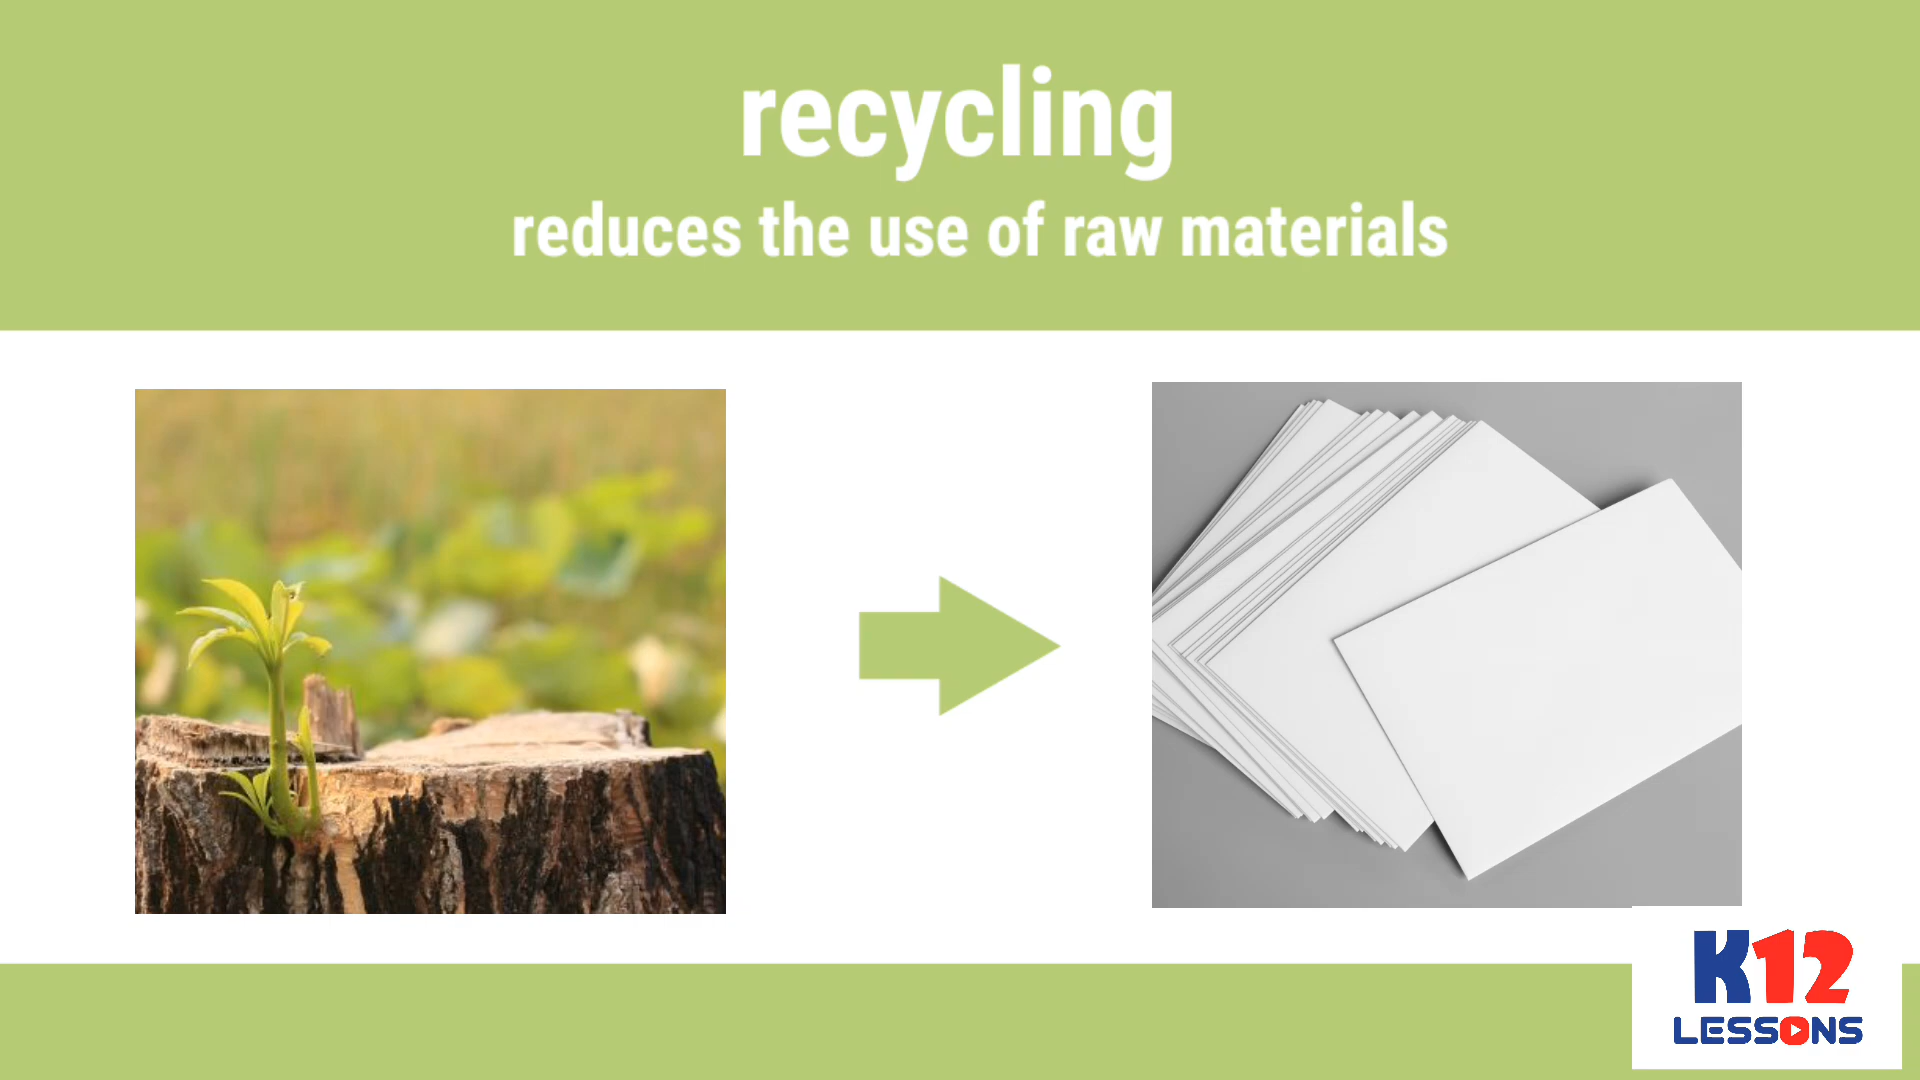 recycling
reduces the use of raw materials
K12
LESSONS